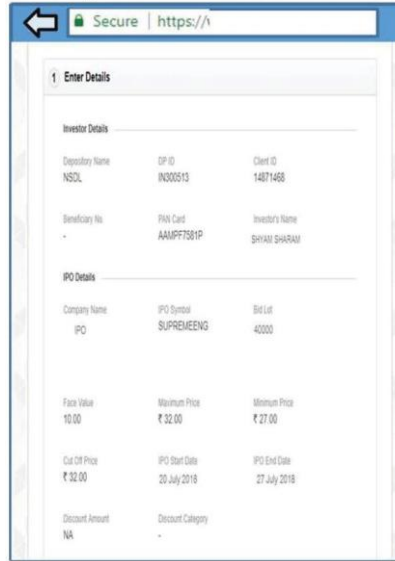 Secure | https://
1 Enter Details
Investor Details
Depository Name DP ID Client ID
NSDL IN300513 14871468
Beneficiary No. PAN Card Investor's Name
- AAMPF7581P SHYAM SHARAM
IPO Details
Company Name IPO Symbol Bid Lot
IPO SUPREMEENG 40000
Face Value Maximum Price Minimum Price
10.00 ₹ 32.00 ₹ 27.00
Cut Off Price IPO Start Date IPO End Date
₹ 32.00 20 July 2018 27 July 2018
Discount Amount Discount Category
NA -